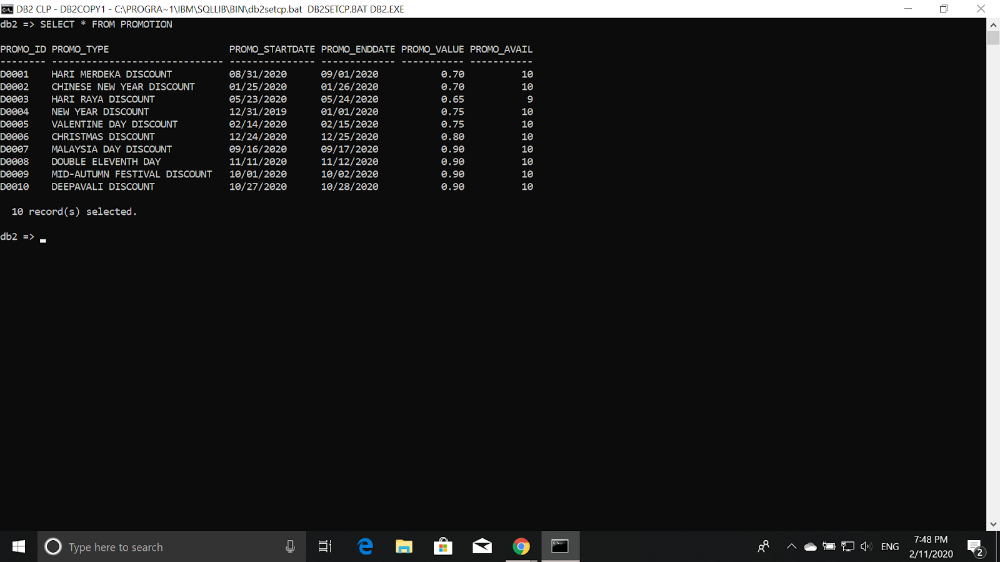 DB2 CLP - DB2COPY1 - C:\PROGRA~1\IBM\SQLLIB\BIN\db2setcp.bat  DB2SETCP.BAT DB2.EXE
db2 => SELECT * FROM PROMOTION
PROMO_ID PROMO_TYPE                     PROMO_STARTDATE PROMO_ENDDATE PROMO_VALUE PROMO_AVAIL
-------- ------------------------------ --------------- ------------- ----------- -----------
D0001    HARI MERDEKA DISCOUNT          08/31/2020      09/01/2020           0.70          10
D0002    CHINESE NEW YEAR DISCOUNT      01/25/2020      01/26/2020           0.70          10
D0003    HARI RAYA DISCOUNT             05/23/2020      05/24/2020           0.65           9
D0004    NEW YEAR DISCOUNT              12/31/2019      01/01/2020           0.75          10
D0005    VALENTINE DAY DISCOUNT         02/14/2020      02/15/2020           0.75          10
D0006    CHRISTMAS DISCOUNT             12/24/2020      12/25/2020           0.80          10
D0007    MALAYSIA DAY DISCOUNT          09/16/2020      09/17/2020           0.90          10
D0008    DOUBLE ELEVENTH DAY            11/11/2020      11/12/2020           0.90          10
D0009    MID-AUTUMN FESTIVAL DISCOUNT   10/01/2020      10/02/2020           0.90          10
D0010    DEEPAVALI DISCOUNT             10/27/2020      10/28/2020           0.90          10
  10 record(s) selected.
db2 => _
Type here to search
ENG
7:48 PM
2/11/2020
2